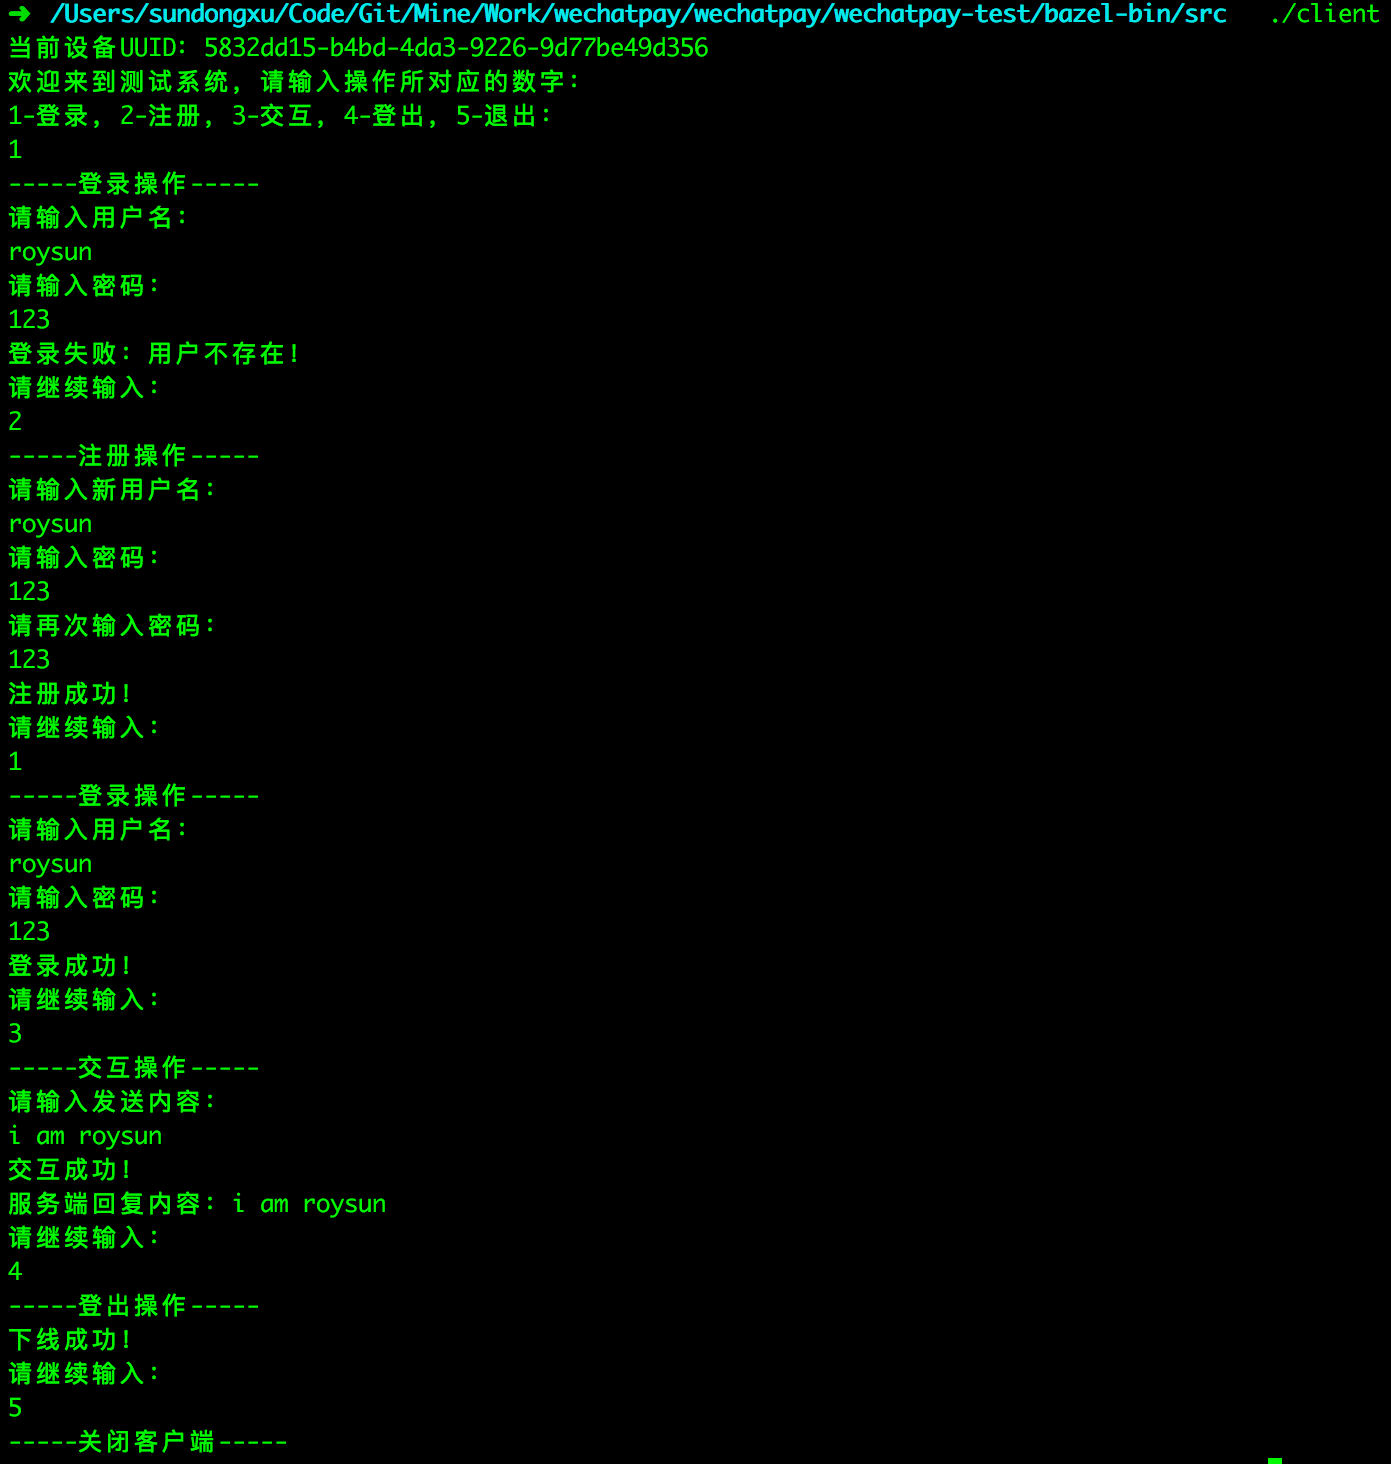 ➜  /Users/sundongxu/Code/Git/Mine/Work/wechatpay/wechatpay/wechatpay-test/bazel-bin/src  ./client
当前设备UUID: 5832dd15-b4bd-4da3-9226-9d77be49d356
欢迎来到测试系统，请输入操作所对应的数字：
1-登录，2-注册，3-交互，4-登出，5-退出：
1
-----登录操作-----
请输入用户名：
roysun
请输入密码：
123
登录失败：用户不存在！
请继续输入：
2
-----注册操作-----
请输入新用户名：
roysun
请输入密码：
123
请再次输入密码：
123
注册成功！
请继续输入：
1
-----登录操作-----
请输入用户名：
roysun
请输入密码：
123
登录成功！
请继续输入：
3
-----交互操作-----
请输入发送内容：
i am roysun
交互成功！
服务端回复内容：i am roysun
请继续输入：
4
-----登出操作-----
下线成功！
请继续输入：
5
-----关闭客户端-----